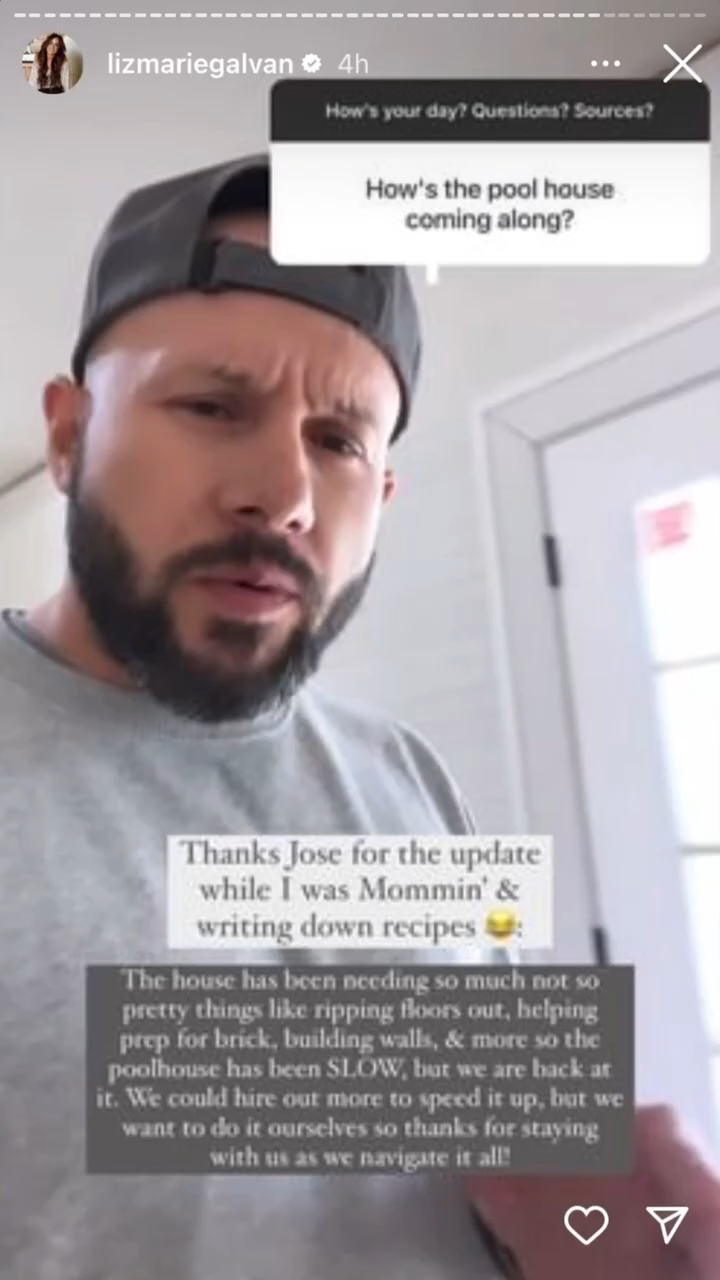 lizmariegalvan 4h
How's your day? Questions? Sources?
How's the pool house
coming along?
Thanks Jose for the update
while I was Mommin' &
writing down recipes 😂:
The house has been needing so much not so
pretty things like ripping floors out, helping
prep for brick, building walls, & more so the
poolhouse has been SLOW, but we are back at
it. We could hire out more to speed it up, but we
want to do it ourselves so thanks for staying
with us as we navigate it all!